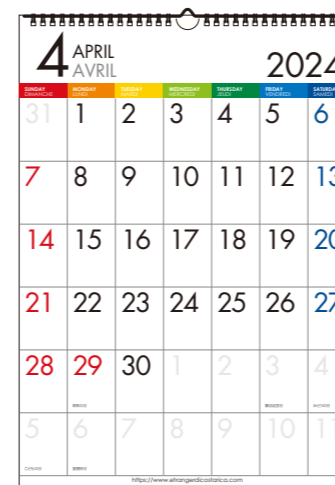 4 APRIL
AVRIL
2024
SUNDAY MONDAY TUESDAY WEDNESDAY THURSDAY FRIDAY SATURDAY
DIMANCHE LUNDI MARDI MERCREDI JEUDI VENDREDI SAMEDI
31 1 2 3 4 5 6
7 8 9 10 11 12 13
14 15 16 17 18 19 20
21 22 23 24 25 26 27
28 29 30 1 2 3 4
5 6 7 8 9 10 11
https://www.etrangerdicostarica.com